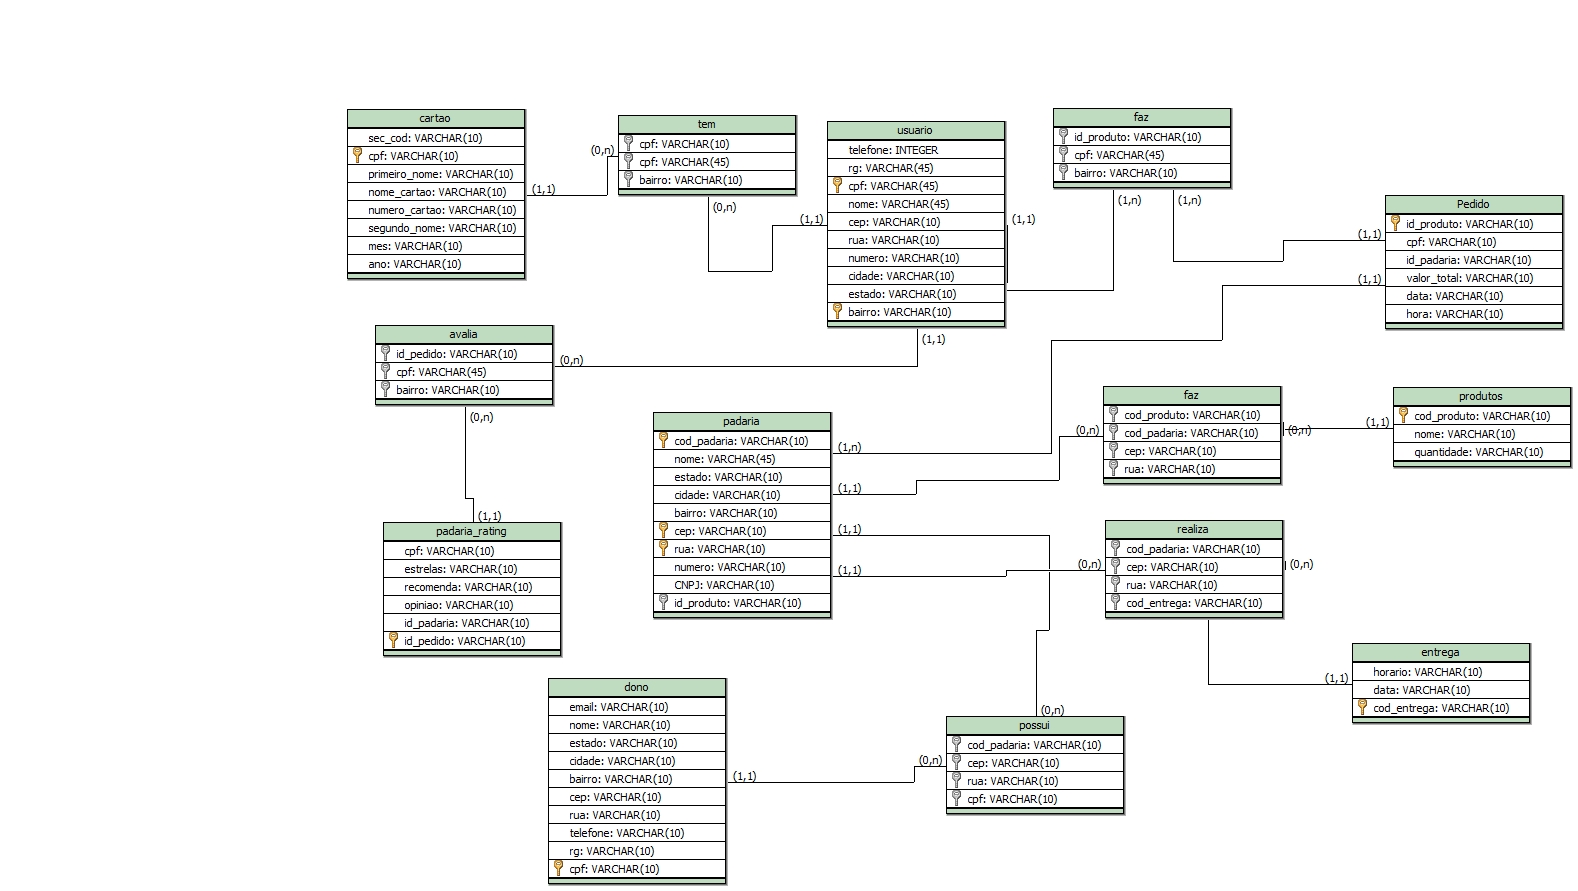 cartao
sec_cod: VARCHAR(10)
cpf: VARCHAR(10)
primeiro_nome: VARCHAR(10)
nome_cartao: VARCHAR(10)
numero_cartao: VARCHAR(10)
segundo_nome: VARCHAR(10)
mes: VARCHAR(10)
ano: VARCHAR(10)
(1,1)
(0,n)
tem
cpf: VARCHAR(10)
cpf: VARCHAR(45)
bairro: VARCHAR(10)
(0,n)
(1,1)
usuario
telefone: INTEGER
rg: VARCHAR(45)
cpf: VARCHAR(45)
nome: VARCHAR(45)
cep: VARCHAR(10)
rua: VARCHAR(10)
numero: VARCHAR(10)
cidade: VARCHAR(10)
estado: VARCHAR(10)
bairro: VARCHAR(10)
(1,1)
(1,1)
faz
id_produto: VARCHAR(10)
cpf: VARCHAR(45)
bairro: VARCHAR(10)
(1,n)
(1,n)
Pedido
id_produto: VARCHAR(10)
cpf: VARCHAR(10)
id_padaria: VARCHAR(10)
valor_total: VARCHAR(10)
data: VARCHAR(10)
hora: VARCHAR(10)
(1,1)
(1,1)
avalia
id_pedido: VARCHAR(10)
cpf: VARCHAR(45)
bairro: VARCHAR(10)
(0,n)
(0,n)
(1,1)
padaria_rating
cpf: VARCHAR(10)
estrelas: VARCHAR(10)
recomenda: VARCHAR(10)
opiniao: VARCHAR(10)
id_padaria: VARCHAR(10)
id_pedido: VARCHAR(10)
padaria
cod_padaria: VARCHAR(10)
nome: VARCHAR(45)
estado: VARCHAR(10)
cidade: VARCHAR(10)
bairro: VARCHAR(10)
cep: VARCHAR(10)
rua: VARCHAR(10)
numero: VARCHAR(10)
CNPJ: VARCHAR(10)
id_produto: VARCHAR(10)
(1,n)
(1,1)
(1,1)
(1,1)
(0,n)
faz
cod_produto: VARCHAR(10)
cod_padaria: VARCHAR(10)
cep: VARCHAR(10)
rua: VARCHAR(10)
(0,n)
(1,1)
produtos
cod_produto: VARCHAR(10)
nome: VARCHAR(10)
quantidade: VARCHAR(10)
(0,n)
realiza
cod_padaria: VARCHAR(10)
cep: VARCHAR(10)
rua: VARCHAR(10)
cod_entrega: VARCHAR(10)
(0,n)
(1,1)
entrega
horario: VARCHAR(10)
data: VARCHAR(10)
cod_entrega: VARCHAR(10)
dono
email: VARCHAR(10)
nome: VARCHAR(10)
estado: VARCHAR(10)
cidade: VARCHAR(10)
bairro: VARCHAR(10)
cep: VARCHAR(10)
rua: VARCHAR(10)
telefone: VARCHAR(10)
rg: VARCHAR(10)
cpf: VARCHAR(10)
(1,1)
(0,n)
(0,n)
possui
cod_padaria: VARCHAR(10)
cep: VARCHAR(10)
rua: VARCHAR(10)
cpf: VARCHAR(10)